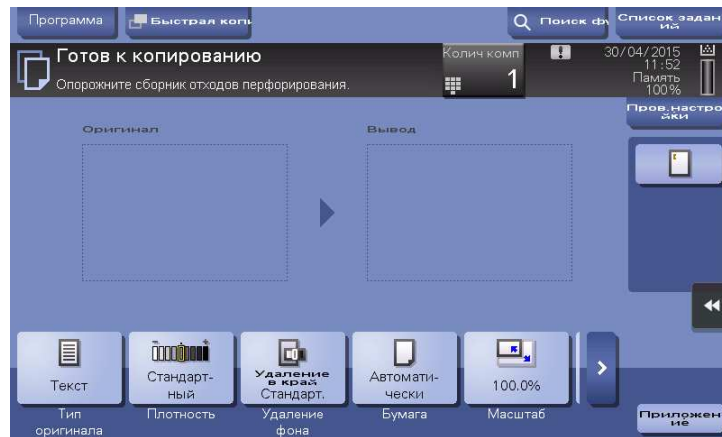 Программа
Быстрая копи
Поиск фу
Список задан
ий
Готов к копированию
Опорожните сборник отходов перфорирования.
Колич комп
1
30/04/2015
11:52
Память
100%
Пров.настро
йки
Оригинал
Вывод
Текст
Стандарт-
ный
Удаление
в край
Стандарт.
Автомати-
чески
100.0%
Тип
оригинала
Плотность
Удаление
фона
Бумага
Масштаб
Приложен
ие